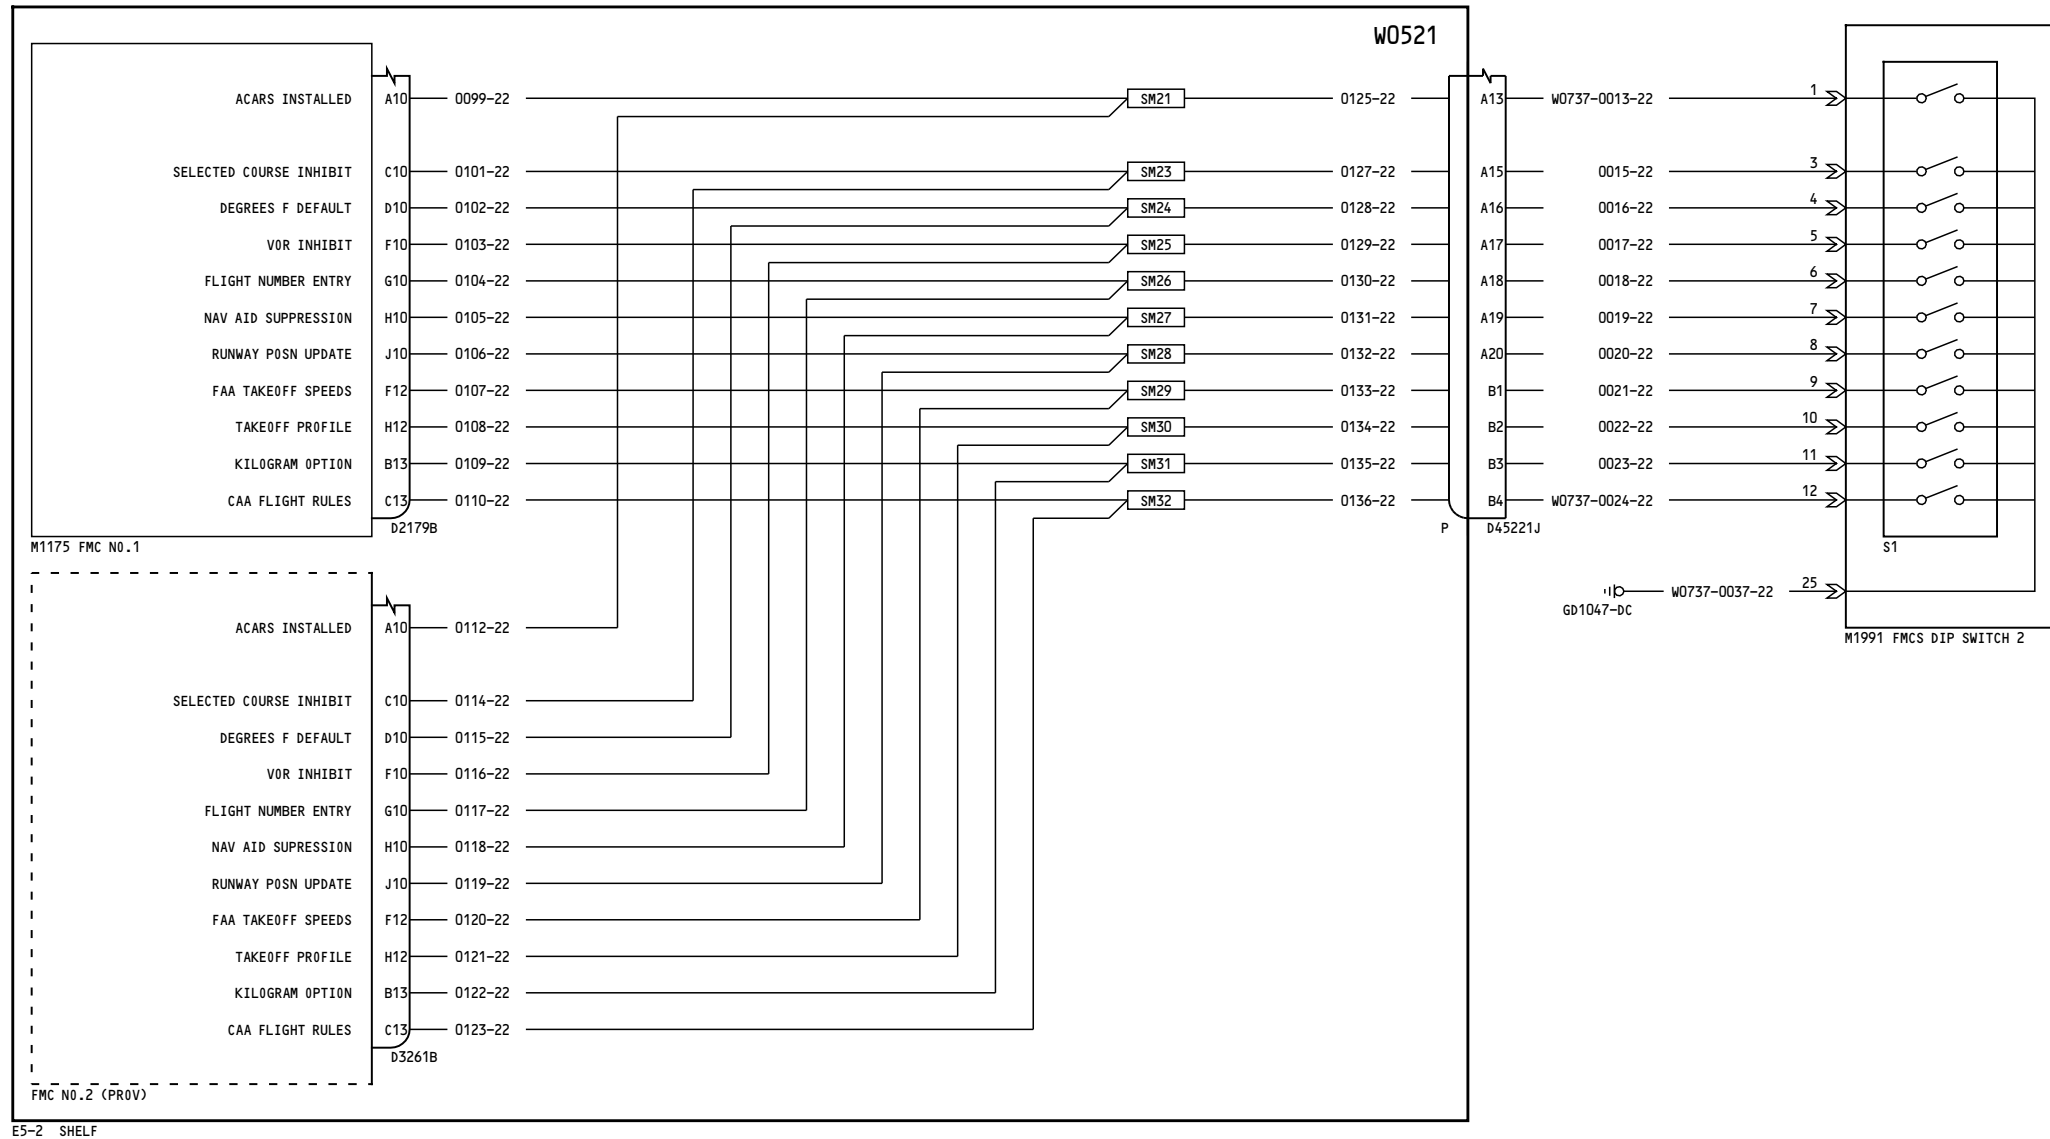 W0521
ACARS INSTALLED A10 0099-22 SM21 0125-22 A13 W0737-0013-22 1
SELECTED COURSE INHIBIT C10 0101-22 SM23 0127-22 A15 0015-22 3
DEGREES F DEFAULT D10 0102-22 SM24 0128-22 A16 0016-22 4
VOR INHIBIT F10 0103-22 SM25 0129-22 A17 0017-22 5
FLIGHT NUMBER ENTRY G10 0104-22 SM26 0130-22 A18 0018-22 6
NAV AID SUPPRESSION H10 0105-22 SM27 0131-22 A19 0019-22 7
RUNWAY POSN UPDATE J10 0106-22 SM28 0132-22 A20 0020-22 8
FAA TAKEOFF SPEEDS F12 0107-22 SM29 0133-22 B1 0021-22 9
TAKEOFF PROFILE H12 0108-22 SM30 0134-22 B2 0022-22 10
KILOGRAM OPTION B13 0109-22 SM31 0135-22 B3 0023-22 11
CAA FLIGHT RULES C13 0110-22 SM32 0136-22 B4 W0737-0024-22 12
D2179B P D45221J
M1175 FMC NO.1 S1
W0737-0037-22 25
GD1047-DC
ACARS INSTALLED A10 0112-22
M1991 FMCS DIP SWITCH 2
SELECTED COURSE INHIBIT C10 0114-22
DEGREES F DEFAULT D10 0115-22
VOR INHIBIT F10 0116-22
FLIGHT NUMBER ENTRY G10 0117-22
NAV AID SUPRESSION H10 0118-22
RUNWAY POSN UPDATE J10 0119-22
FAA TAKEOFF SPEEDS F12 0120-22
TAKEOFF PROFILE H12 0121-22
KILOGRAM OPTION B13 0122-22
CAA FLIGHT RULES C13 0123-22
D3261B
FMC NO.2 (PROV)
E5-2 SHELF